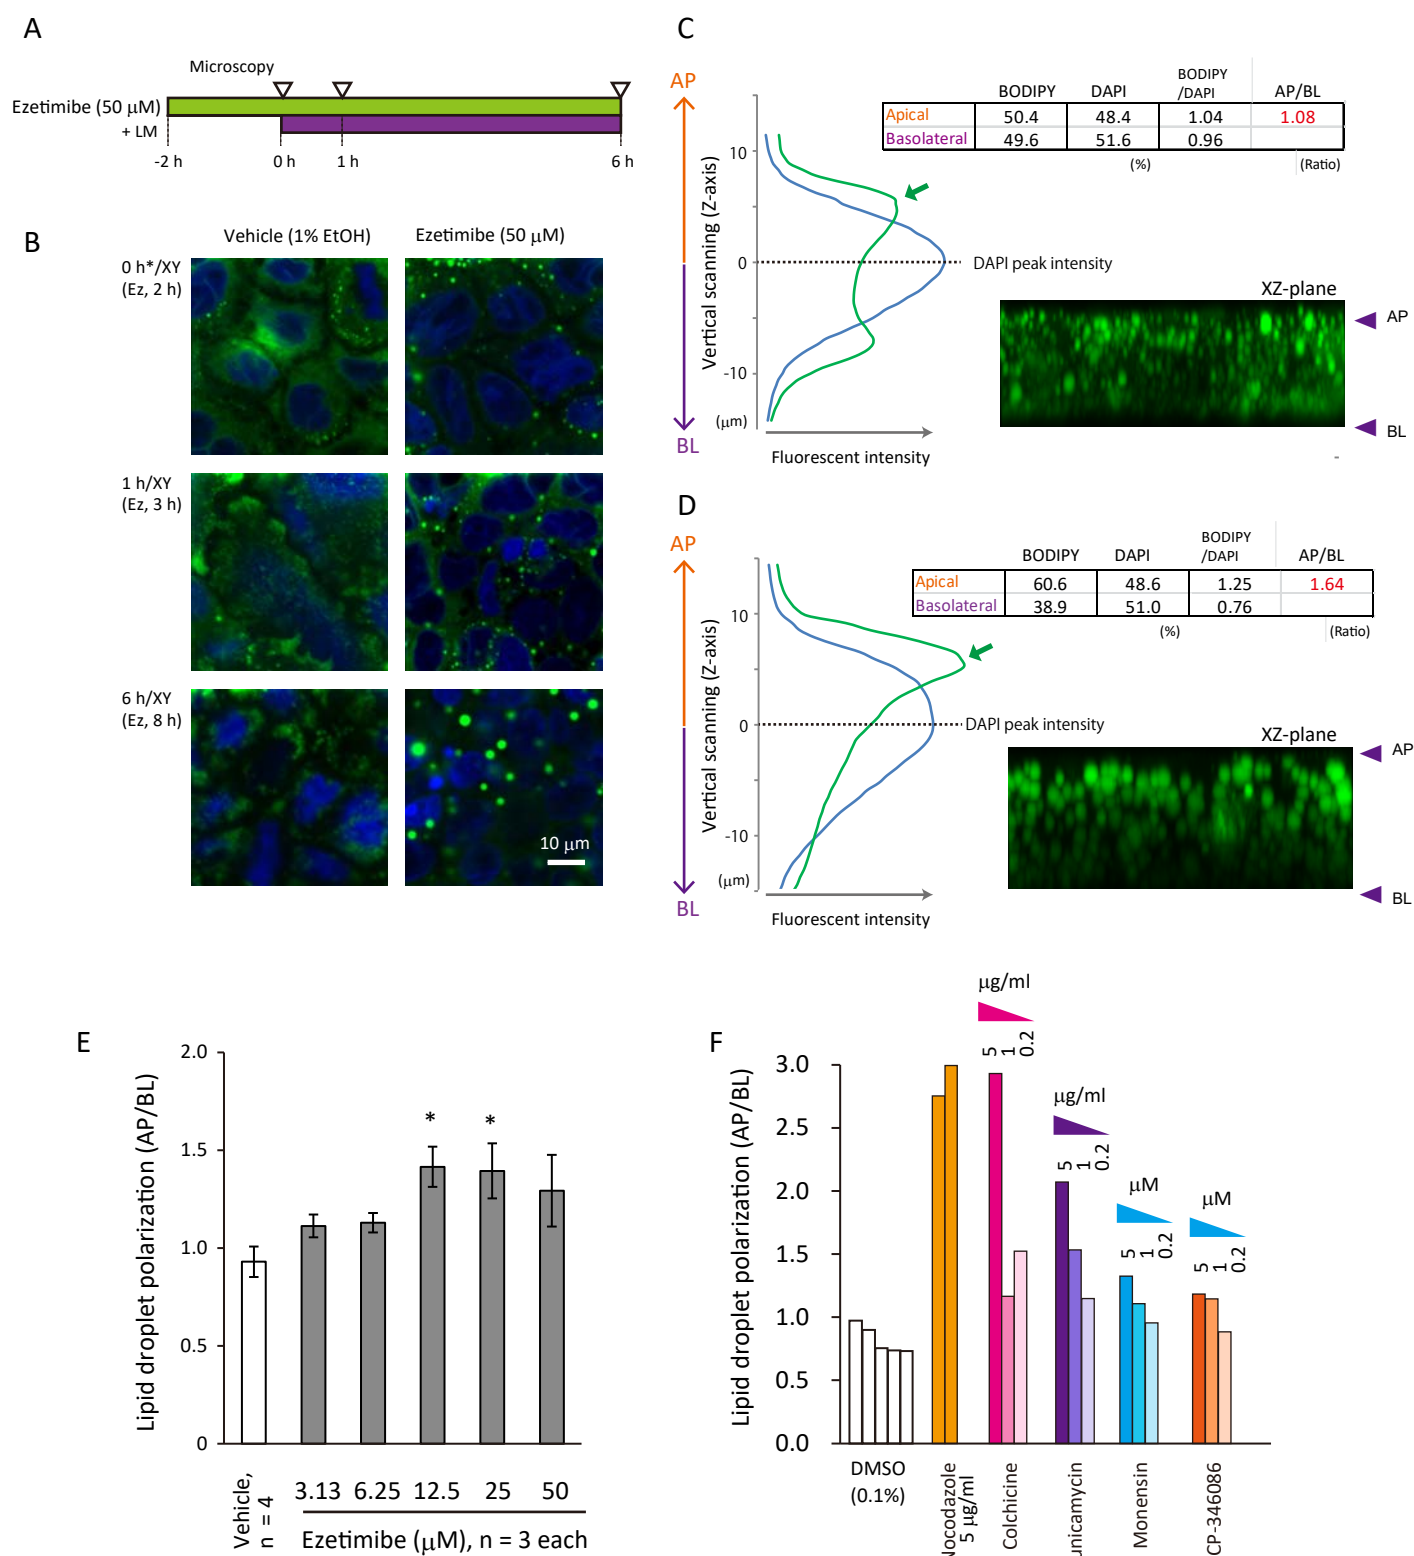 A
Microscopy
Ezetimibe (50 μM)
+ LM
-2 h
0 h
1 h
6 h
B
Vehicle (1% EtOH)
Ezetimibe (50 μM)
0 h*/XY
(Ez, 2 h)
1 h/XY
(Ez, 3 h)
6 h/XY
(Ez, 8 h)
10 μm
C
AP
BL
Vertical scanning (Z-axis)
10
0
-10
(μm)
Fluorescent intensity
DAPI peak intensity
BODIPY DAPI BODIPY/DAPI AP/BL
Apical 50.4 48.4 1.04 1.08
Basolateral 49.6 51.6 0.96
(%) (Ratio)
XZ-plane
AP
BL
D
AP
BL
Vertical scanning (Z-axis)
10
0
-10
(μm)
Fluorescent intensity
DAPI peak intensity
BODIPY DAPI BODIPY/DAPI AP/BL
Apical 60.6 48.6 1.25 1.64
Basolateral 38.9 51.0 0.76
(%) (Ratio)
XZ-plane
AP
BL
E
Lipid droplet polarization (AP/BL)
2.0
1.5
1.0
0.5
0
* *
Vehicle,
n = 4
3.13 6.25 12.5 25 50
Ezetimibe (μM), n = 3 each
F
Lipid droplet polarization (AP/BL)
3.0
2.5
2.0
1.5
1.0
0.5
0.0
μg/ml
5 1 0.2
μg/ml
5 1 0.2
μM
5 1 0.2
μM
5 1 0.2
DMSO
(0.1%)
Nocodazole
5 μg/ml
Colchicine
unicamycin
Monensin
CP-346086